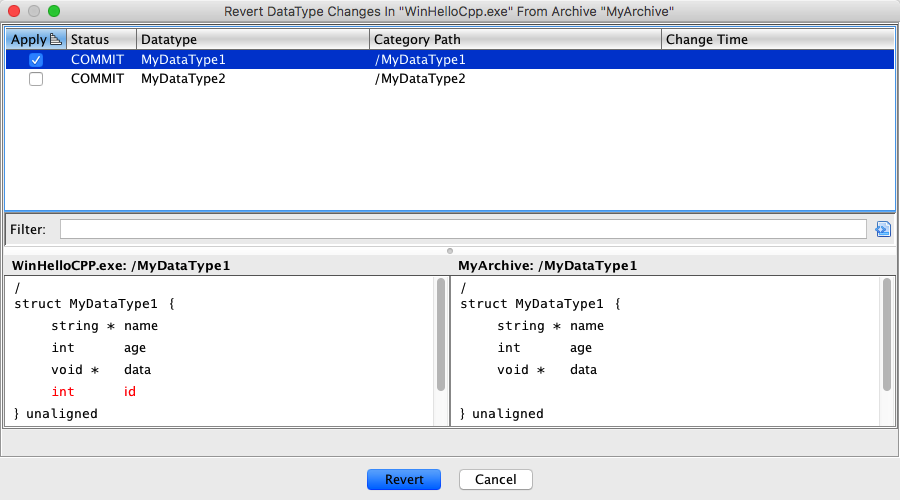 Revert DataType Changes In "WinHelloCpp.exe" From Archive "MyArchive"
Apply Status Datatype Category Path Change Time
COMMIT MyDataType1 /MyDataType1
COMMIT MyDataType2 /MyDataType2
Filter:
WinHelloCPP.exe: /MyDataType1
/
struct MyDataType1 {
string * name
int age
void * data
int id
} unaligned
MyArchive: /MyDataType1
/
struct MyDataType1 {
string * name
int age
void * data
} unaligned
Revert Cancel